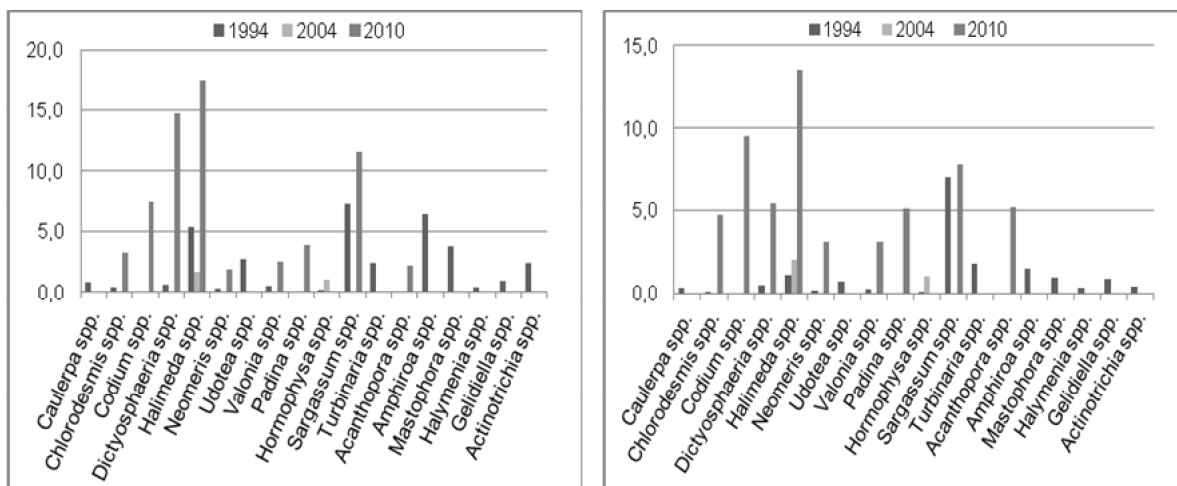 1994 2004 2010
20,0
15,0
10,0
5,0
0,0
Caulerpa spp.
Chlorodesmis spp.
Codium spp.
Dictyosphaeria spp.
Halimeda spp.
Neomeris spp.
Udotea spp.
Valonia spp.
Padina spp.
Hormophysa spp.
Sargassum spp.
Turbinaria spp.
Acanthopora spp.
Amphiroa spp.
Mastophora spp.
Halymenia spp.
Gelidiella spp.
Actinotrichia spp.
1994 2004 2010
15,0
10,0
5,0
0,0
Caulerpa spp.
Chlorodesmis spp.
Codium spp.
Dictyosphaeria spp.
Halimeda spp.
Neomeris spp.
Udotea spp.
Valonia spp.
Padina spp.
Hormophysa spp.
Sargassum spp.
Turbinaria spp.
Acanthopora spp.
Amphiroa spp.
Mastophora spp.
Halymenia spp.
Gelidiella spp.
Actinotrichia spp.